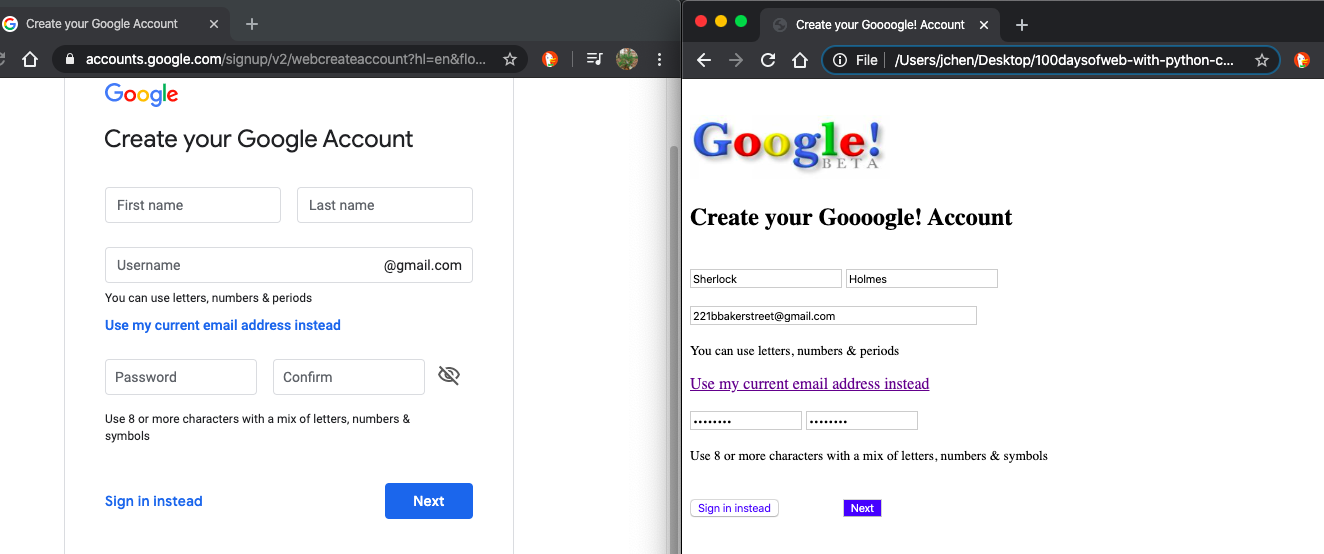 Create your Google Account
accounts.google.com/signup/v2/webcreateaccount?hl=en&flo...
Google
Create your Google Account
First name
Last name
Username
@gmail.com
You can use letters, numbers & periods
Use my current email address instead
Password
Confirm
Use 8 or more characters with a mix of letters, numbers &
symbols
Sign in instead
Next
Create your Goooogle! Account
File
/Users/jchen/Desktop/100daysofweb-with-python-c...
Google!
BETA
Create your Goooogle! Account
Sherlock
Holmes
221bbakerstreet@gmail.com
You can use letters, numbers & periods
Use my current email address instead
Use 8 or more characters with a mix of letters, numbers & symbols
Sign in instead
Next